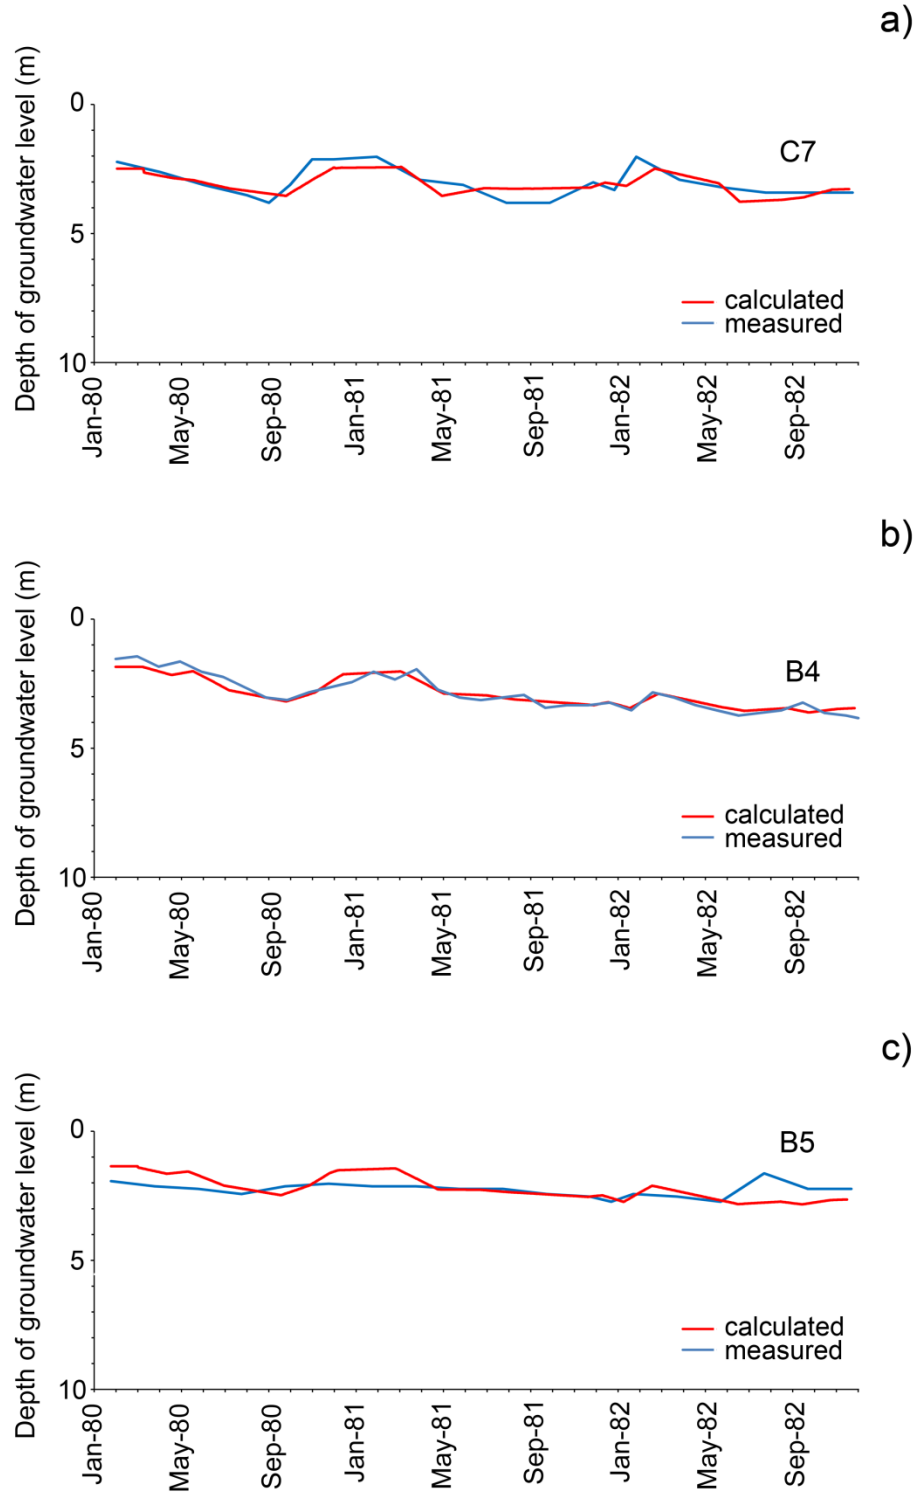 a)
Depth of groundwater level (m)
0
5
10
C7
calculated
measured
Jan-80
May-80
Sep-80
Jan-81
May-81
Sep-81
Jan-82
May-82
Sep-82
b)
Depth of groundwater level (m)
0
5
10
B4
calculated
measured
Jan-80
May-80
Sep-80
Jan-81
May-81
Sep-81
Jan-82
May-82
Sep-82
c)
Depth of groundwater level (m)
0
5
10
B5
calculated
measured
Jan-80
May-80
Sep-80
Jan-81
May-81
Sep-81
Jan-82
May-82
Sep-82